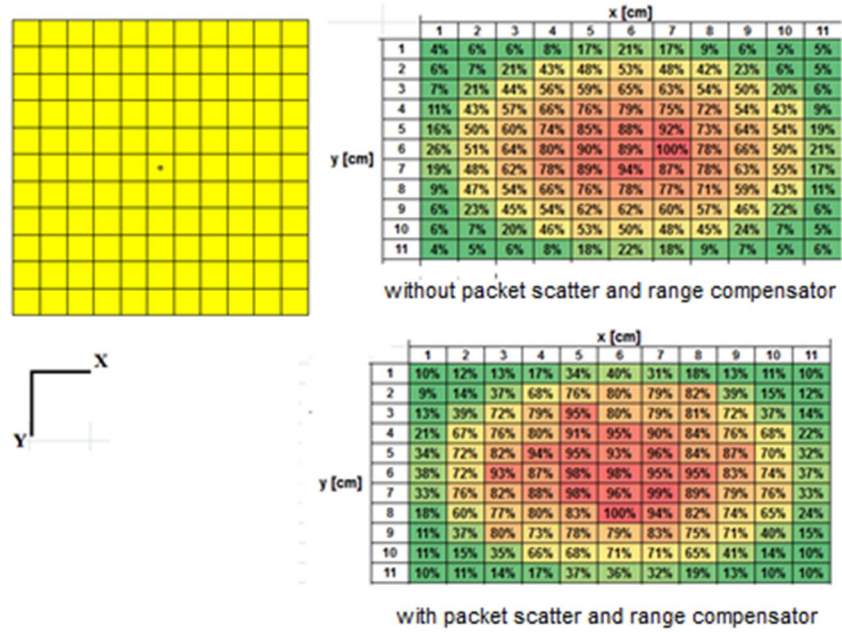 x [cm]
1 2 3 4 5 6 7 8 9 10 11
1 4% 6% 6% 8% 17% 21% 17% 9% 6% 5% 5%
2 6% 7% 21% 43% 48% 53% 48% 42% 23% 6% 5%
3 7% 21% 44% 56% 59% 65% 63% 54% 50% 20% 6%
4 11% 43% 57% 66% 76% 79% 75% 72% 54% 43% 9%
5 16% 50% 60% 74% 85% 88% 92% 73% 64% 54% 19%
y [cm]
6 26% 51% 64% 80% 90% 89% 100% 78% 66% 50% 21%
7 19% 48% 62% 78% 89% 94% 87% 78% 63% 55% 17%
8 9% 47% 54% 66% 76% 78% 77% 71% 59% 43% 11%
9 6% 23% 45% 54% 62% 62% 60% 57% 46% 22% 6%
10 6% 7% 20% 46% 53% 50% 48% 45% 24% 7% 5%
11 4% 5% 6% 8% 18% 22% 18% 9% 7% 5% 6%
without packet scatter and range compensator
X
Y
x [cm]
1 2 3 4 5 6 7 8 9 10 11
1 10% 12% 13% 17% 34% 40% 31% 18% 13% 11% 10%
2 9% 14% 37% 68% 76% 80% 79% 82% 39% 15% 12%
3 13% 39% 72% 79% 95% 80% 79% 81% 72% 37% 14%
4 21% 67% 76% 80% 91% 95% 90% 84% 76% 68% 22%
5 34% 72% 82% 94% 95% 93% 96% 84% 87% 70% 32%
y [cm]
6 38% 72% 93% 87% 98% 98% 95% 95% 83% 74% 37%
7 33% 76% 82% 88% 98% 96% 99% 89% 79% 76% 33%
8 18% 60% 77% 80% 83% 100% 94% 82% 74% 65% 24%
9 11% 37% 80% 73% 78% 79% 83% 75% 71% 40% 15%
10 11% 15% 35% 66% 68% 71% 71% 65% 41% 14% 10%
11 10% 11% 14% 17% 37% 36% 32% 19% 13% 10% 10%
with packet scatter and range compensator